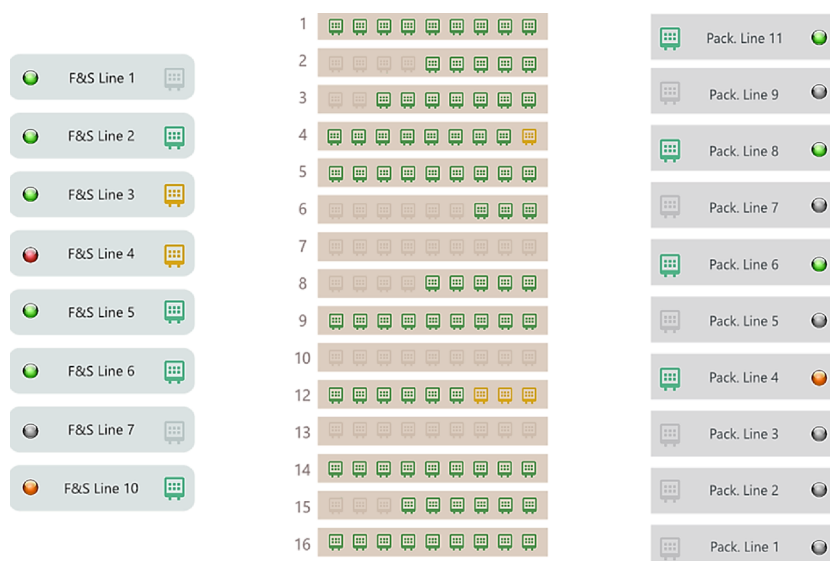 F&S Line 1
F&S Line 2
F&S Line 3
F&S Line 4
F&S Line 5
F&S Line 6
F&S Line 7
F&S Line 10
1
2
3
4
5
6
7
8
9
10
12
13
14
15
16
Pack. Line 11
Pack. Line 9
Pack. Line 8
Pack. Line 7
Pack. Line 6
Pack. Line 5
Pack. Line 4
Pack. Line 3
Pack. Line 2
Pack. Line 1